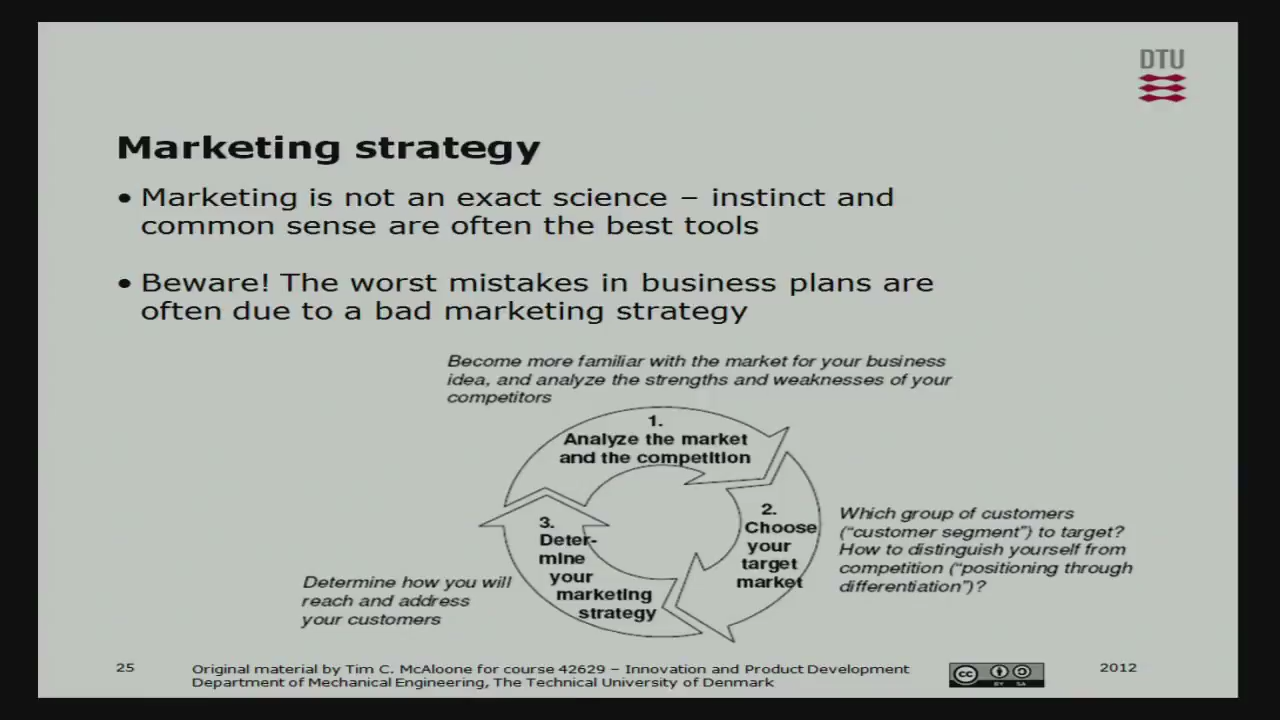 DTU
Marketing strategy
• Marketing is not an exact science – instinct and
common sense are often the best tools
• Beware! The worst mistakes in business plans are
often due to a bad marketing strategy
Become more familiar with the market for your business
idea, and analyze the strengths and weaknesses of your
competitors
1.
Analyze the market
and the competition
2.
Choose
your
target
market
Which group of customers
(“customer segment”) to target?
How to distinguish yourself from
competition (“positioning through
differentiation”)?
3.
Deter-
mine
your
marketing
strategy
Determine how you will
reach and address
your customers
25
Original material by Tim C. McAloone for course 42629 – Innovation and Product Development
Department of Mechanical Engineering, The Technical University of Denmark
cc
BY SA
2012